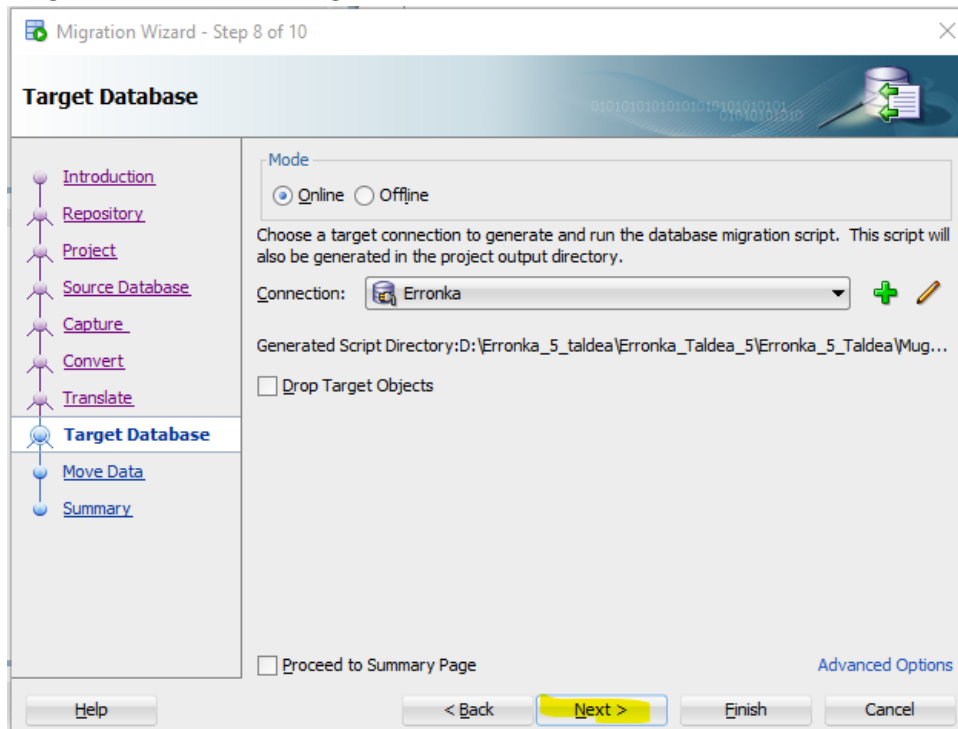 Migration Wizard - Step 8 of 10
Target Database
Introduction
Repository
Project
Source Database
Capture
Convert
Translate
Target Database
Move Data
Summary
Mode
Online
Offline
Choose a target connection to generate and run the database migration script. This script will
also be generated in the project output directory.
Connection: Erronka
Generated Script Directory:D:\Erronka_5_taldea\Erronka_Taldea_5\Erronka_5_Taldea\Mug...
Drop Target Objects
Proceed to Summary Page
Advanced Options
Help
< Back
Next >
Finish
Cancel